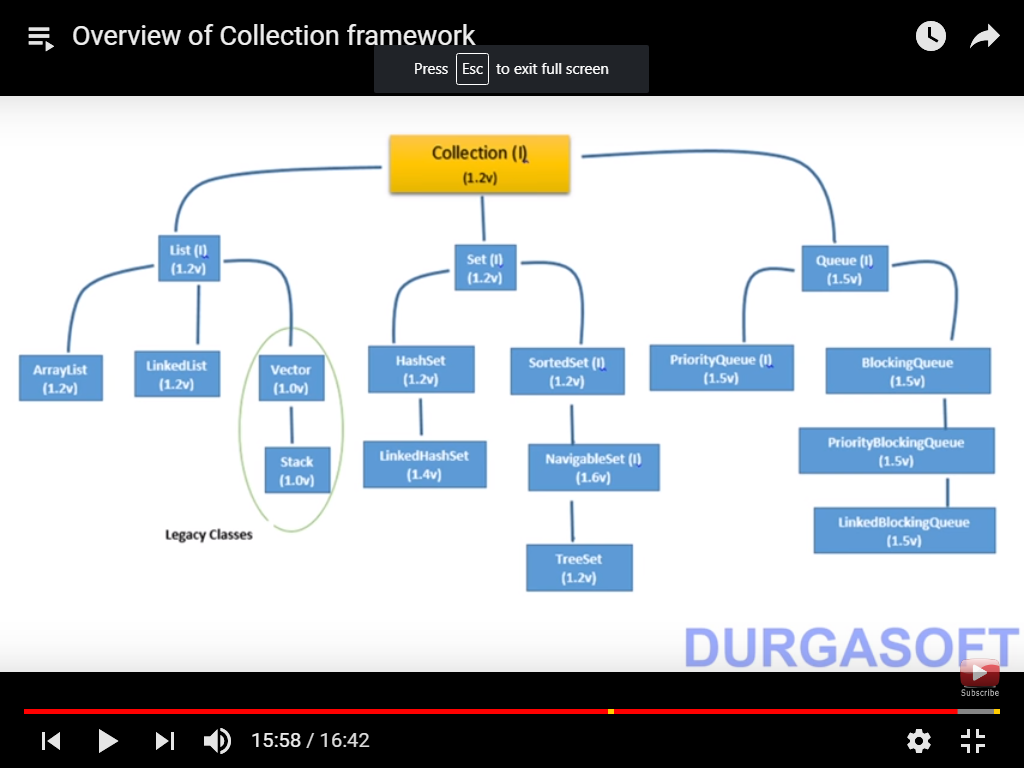 Overview of Collection framework
Press Esc to exit full screen
Collection (I)
(1.2v)
List (I)
(1.2v)
Set (I)
(1.2v)
Queue (I)
(1.5v)
ArrayList
(1.2v)
LinkedList
(1.2v)
Vector
(1.0v)
HashSet
(1.2v)
SortedSet (I)
(1.2v)
PriorityQueue (I)
(1.5v)
BlockingQueue
(1.5v)
Stack
(1.0v)
LinkedHashSet
(1.4v)
NavigableSet (I)
(1.6v)
PriorityBlockingQueue
(1.5v)
Legacy Classes
LinkedBlockingQueue
(1.5v)
TreeSet
(1.2v)
DURGASOFT
Subscribe
15:58 / 16:42